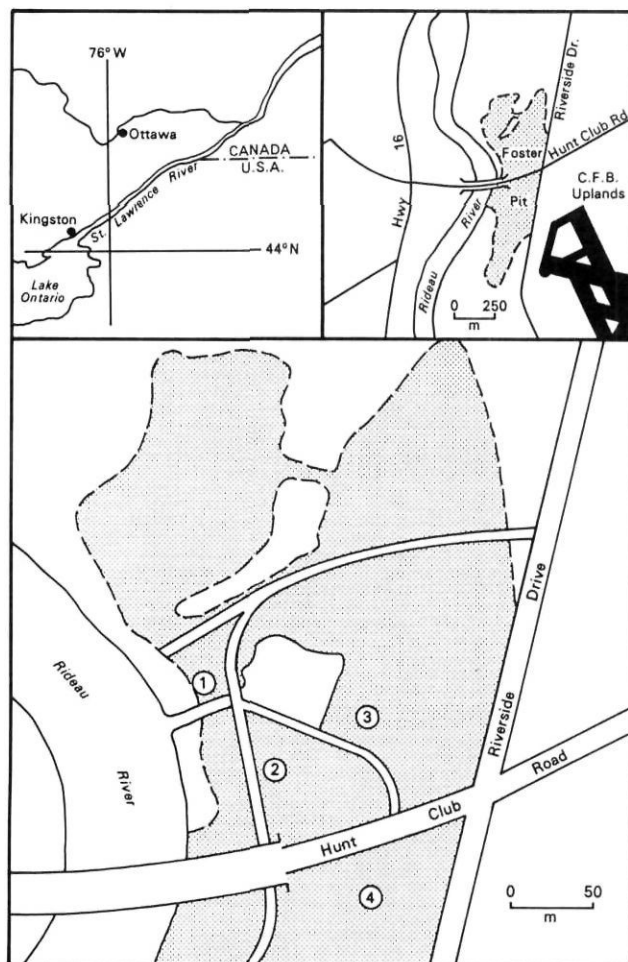 76° W
Ottawa
CANADA
U.S.A.
St. Lawrence River
Kingston
44° N
Lake
Ontario
Riverside Dr.
16
Hwy
Foster
Hunt Club Rd
Pit
C.F.B.
Uplands
Rideau River
0 250
m
Rideau
River
Riverside Drive
Hunt Club Road
1
2
3
4
0 50
m